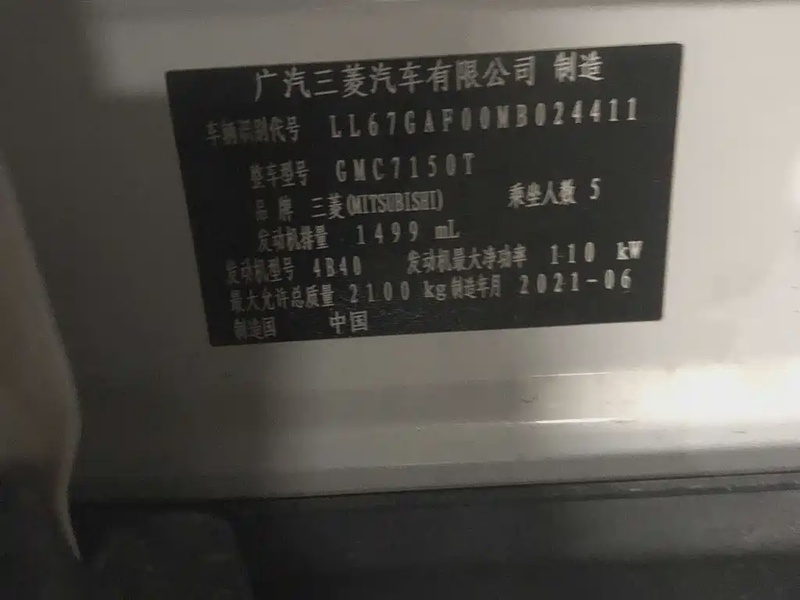 广汽三菱汽车有限公司 制造
车辆识别代号 LL67GAF00MB024411
整车型号 GMC7150T
品牌 三菱(MITSUBISHI) 乘坐人数 5
发动机排量 1499 mL
发动机型号 4B40 发动机最大净功率 110 kW
最大允许总质量 2100 kg 制造年月 2021-06
制造国 中国